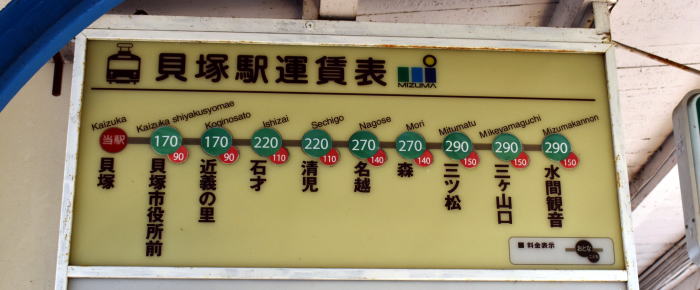 貝塚駅運賃表
MIZUMA
Kaizuka
Kaizuka shiyakusyomae
Koginosato
Ishizai
Sechigo
Nagose
Mori
Mitumatu
Mikeyamaguchi
Mizumakannon
当駅
170
90
170
90
220
110
220
110
270
140
270
140
290
150
290
150
290
150
貝塚
貝塚市役所前
近義の里
石才
清児
名越
森
三ツ松
三ヶ山口
水間観音
■ 料金表示
おとな
こども